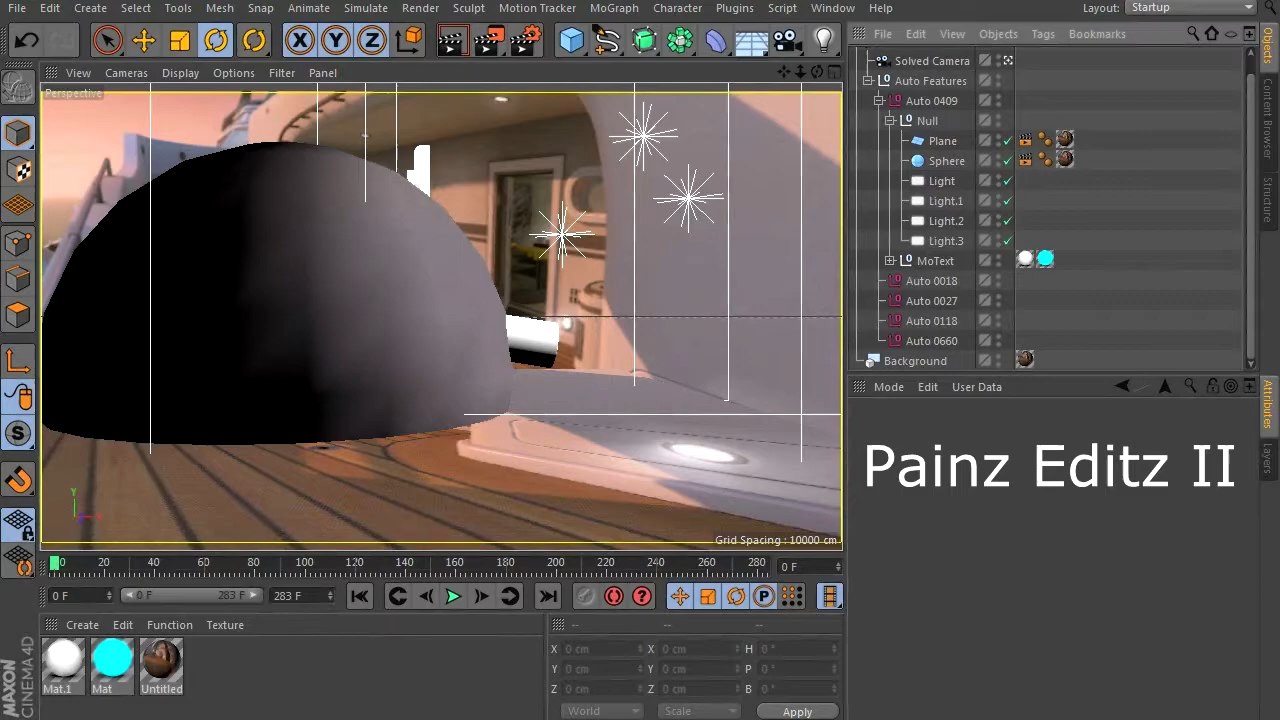 File Edit Create Select Tools Mesh Snap Animate Simulate Render Sculpt Motion Tracker MoGraph Character Plugins Script Window Help Layout: Startup
X Y Z
File Edit View Objects Tags Bookmarks
View Cameras Display Options Filter Panel
Perspective
Solved Camera
Auto Features
Auto 0409
Null
Plane
Sphere
Light
Light.1
Light.2
Light.3
MoText
Auto 0018
Auto 0027
Auto 0118
Auto 0660
Background
Objects
Content Browser
Structure
Mode Edit User Data
Attributes
Layers
Painz Editz II
Y
X
Grid Spacing : 10000 cm
S
0 20 40 60 80 100 120 140 160 180 200 220 240 260 280 0 F
0 F 0 F 283 F 283 F
P
Create Edit Function Texture
Mat.1 Mat Untitled
-- -- --
X 0 cm X 0 cm H 0 °
Y 0 cm Y 0 cm P 0 °
Z 0 cm Z 0 cm B 0 °
World Scale Apply
MAXON
CINEMA 4D